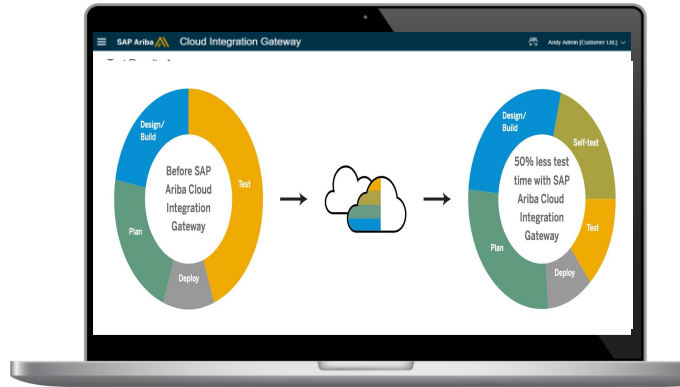 SAP Ariba
Cloud Integration Gateway
Andy Admin [Customer Ltd.]
Design/
Build
Test
Plan
Deploy
Before SAP
Ariba Cloud
Integration
Gateway
Design/
Build
Self-test
Test
Plan
Deploy
50% less test
time with SAP
Ariba Cloud
Integration
Gateway